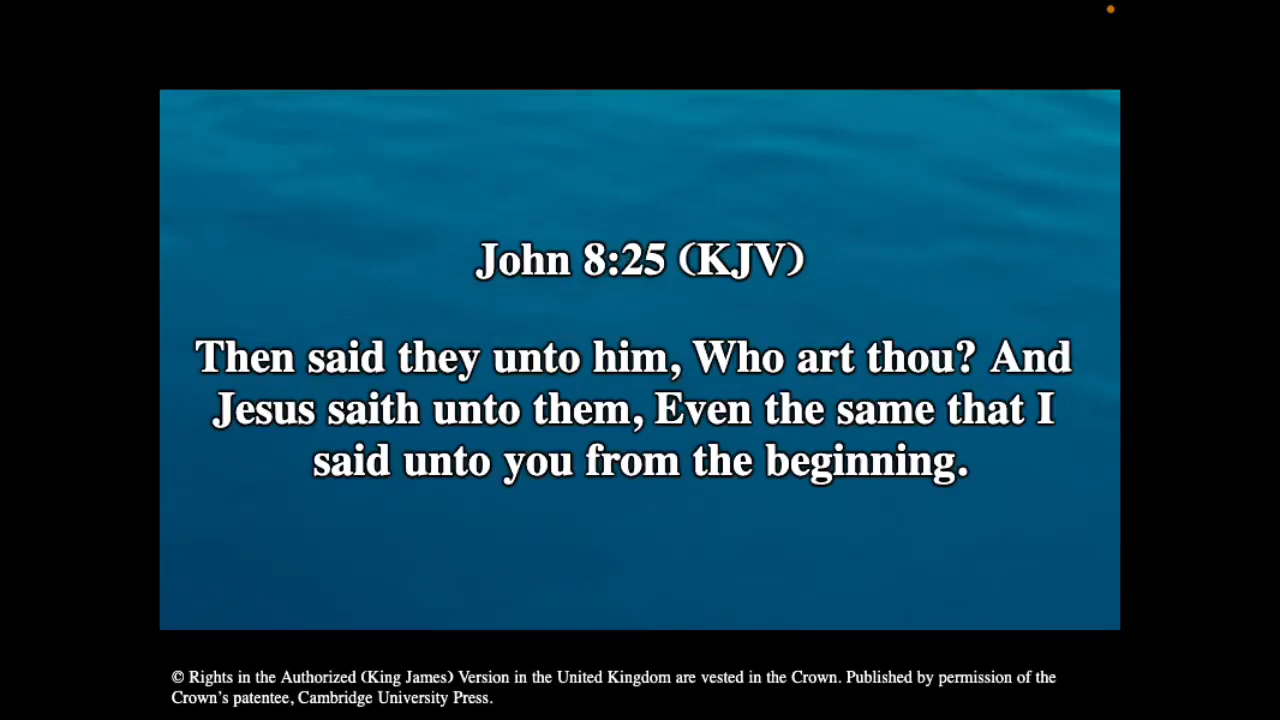 John 8:25 (KJV)
Then said they unto him, Who art thou? And
Jesus saith unto them, Even the same that I
said unto you from the beginning.
© Rights in the Authorized (King James) Version in the United Kingdom are vested in the Crown. Published by permission of the
Crown’s patentee, Cambridge University Press.